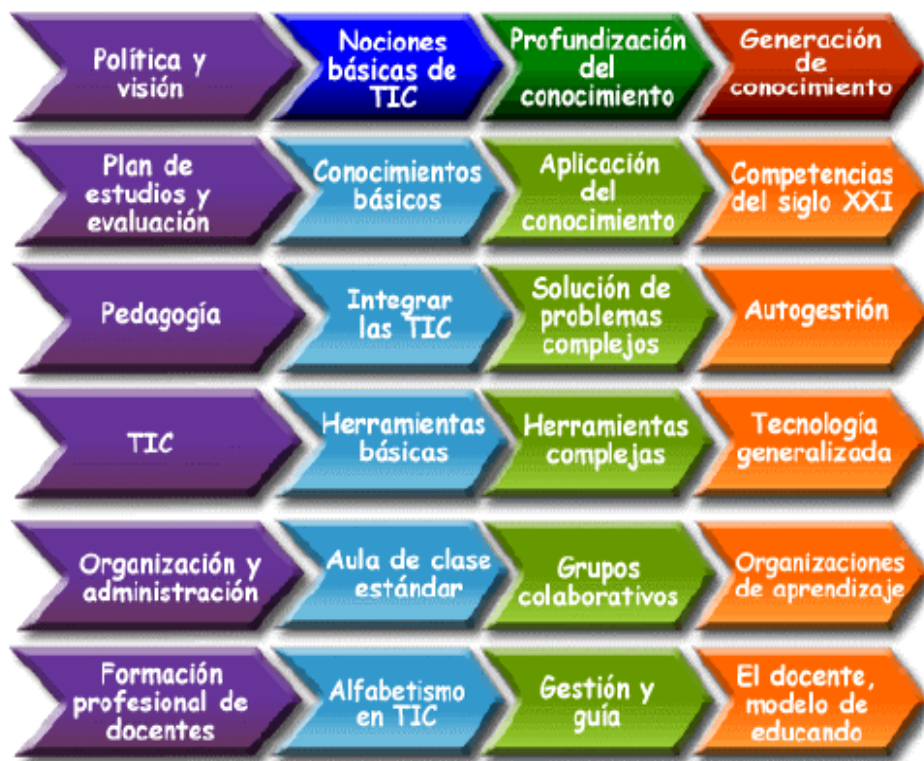 Política y
visión
Nociones
básicas de
TIC
Profundización
del
conocimiento
Generación
de
conocimiento
Plan de
estudios y
evaluación
Conocimientos
básicos
Aplicación
del
conocimiento
Competencias
del siglo XXI
Pedagogía
Integrar
las TIC
Solución de
problemas
complejos
Autogestión
TIC
Herramientas
básicas
Herramientas
complejas
Tecnología
generalizada
Organización y
administración
Aula de clase
estándar
Grupos
colaborativos
Organizaciones
de aprendizaje
Formación
profesional de
docentes
Alfabetismo
en TIC
Gestión y
guía
El docente,
modelo de
educando